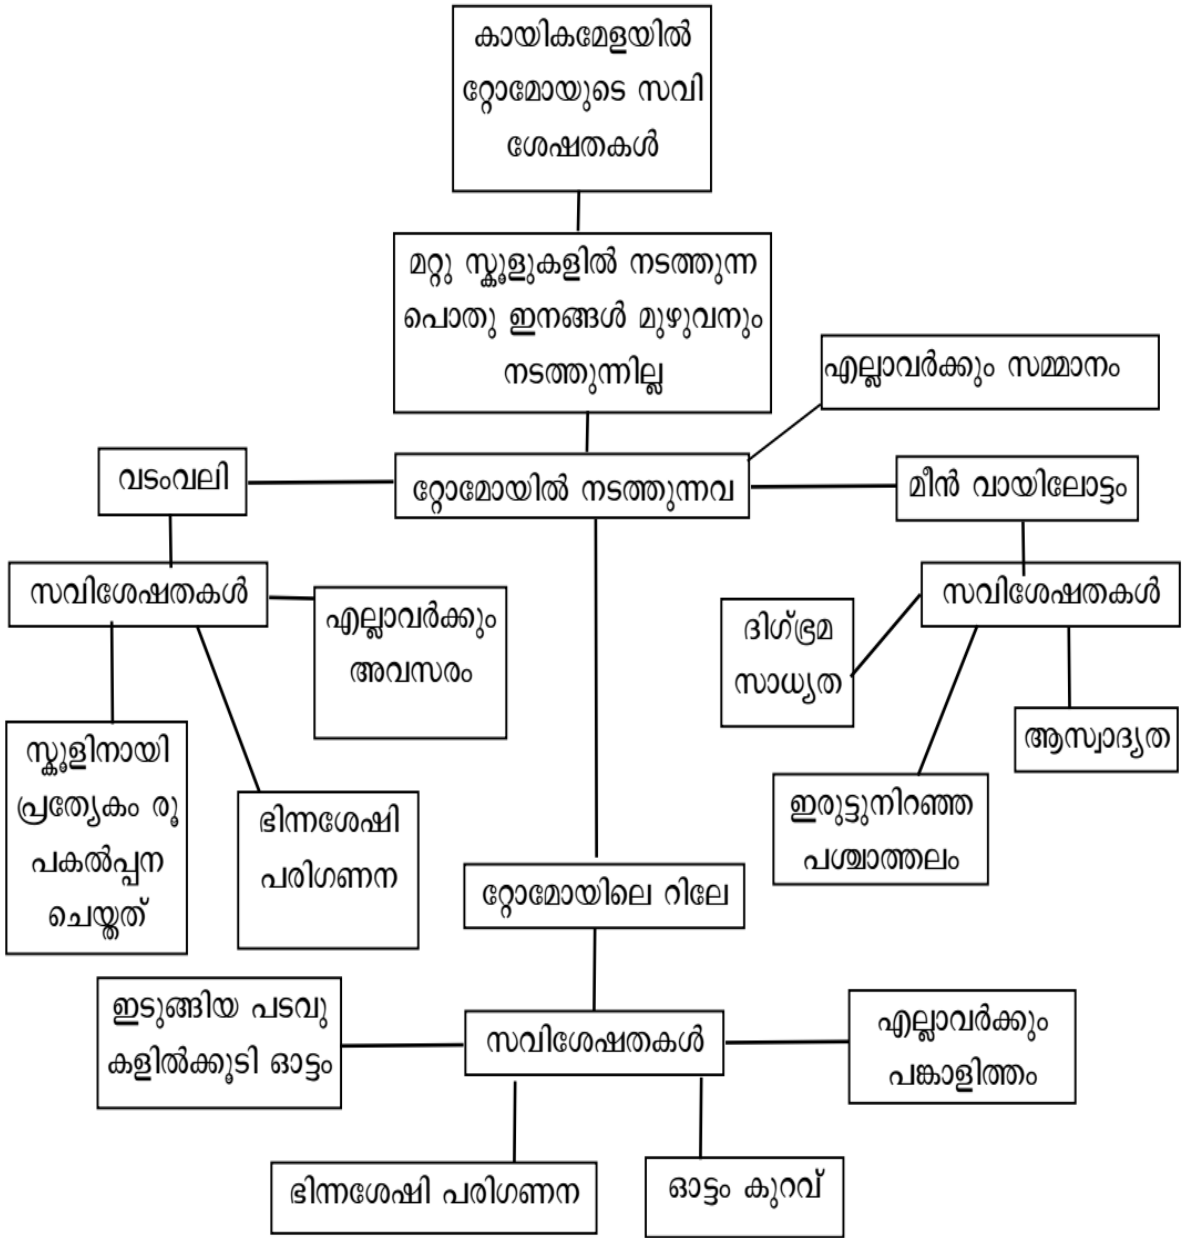 കായികമേളയിൽ
റ്റോമോയുടെ സവി
ശേഷതകൾ
മറ്റു സ്കൂളുകളിൽ നടത്തുന്ന
പൊതു ഇനങ്ങൾ മുഴുവനും
നടത്തുന്നില്ല
എല്ലാവർക്കും സമ്മാനം
വടംവലി
റ്റോമോയിൽ നടത്തുന്നവ
മീൻ വായിലോട്ടം
സവിശേഷതകൾ
എല്ലാവർക്കും
അവസരം
ദിഗ്ഭ്രമ
സാധ്യത
സവിശേഷതകൾ
ആസ്വാദ്യത
സ്കൂളിനായി
പ്രത്യേകം രൂ
പകൽപ്പന
ചെയ്തത്
ഭിന്നശേഷി
പരിഗണന
ഇരുട്ടുനിറഞ്ഞ
പശ്ചാത്തലം
റ്റോമോയിലെ റിലേ
ഇടുങ്ങിയ പടവു
കളിൽക്കൂടി ഓട്ടം
സവിശേഷതകൾ
എല്ലാവർക്കും
പങ്കാളിത്തം
ഭിന്നശേഷി പരിഗണന
ഓട്ടം കുറവ്